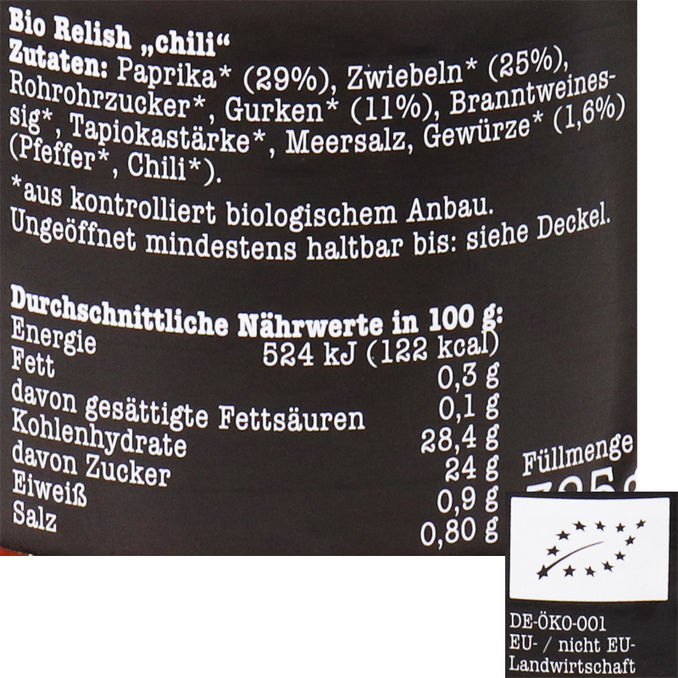 Bio Relish „chili“
Zutaten: Paprika* (29%), Zwiebeln* (25%),
Rohrohrzucker*, Gurken* (11%), Branntweines-
sig*, Tapiokastärke*, Meersalz, Gewürze* (1,6%)
(Pfeffer*, Chili*).
*aus kontrolliert biologischem Anbau.
Ungeöffnet mindestens haltbar bis: siehe Deckel.
Durchschnittliche Nährwerte in 100 g:
Energie 524 kJ (122 kcal)
Fett 0,3 g
davon gesättigte Fettsäuren 0,1 g
Kohlenhydrate 28,4 g
davon Zucker 24 g
Eiweiß 0,9 g
Salz 0,80 g
Füllmenge
DE-ÖKO-001
EU- / nicht EU-
Landwirtschaft